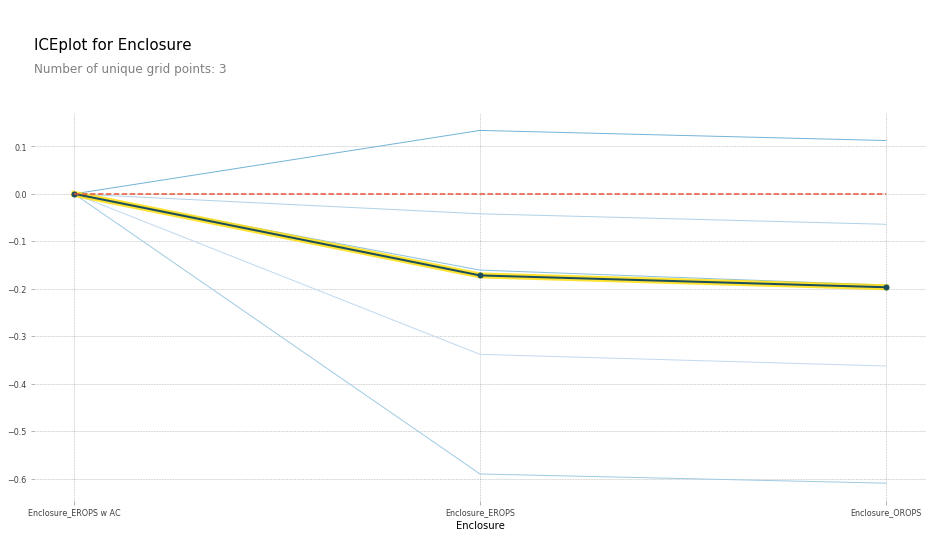 ICEplot for Enclosure
Number of unique grid points: 3
0.1
0.0
−0.1
−0.2
−0.3
−0.4
−0.5
−0.6
Enclosure_EROPS w AC Enclosure_EROPS Enclosure_OROPS
Enclosure